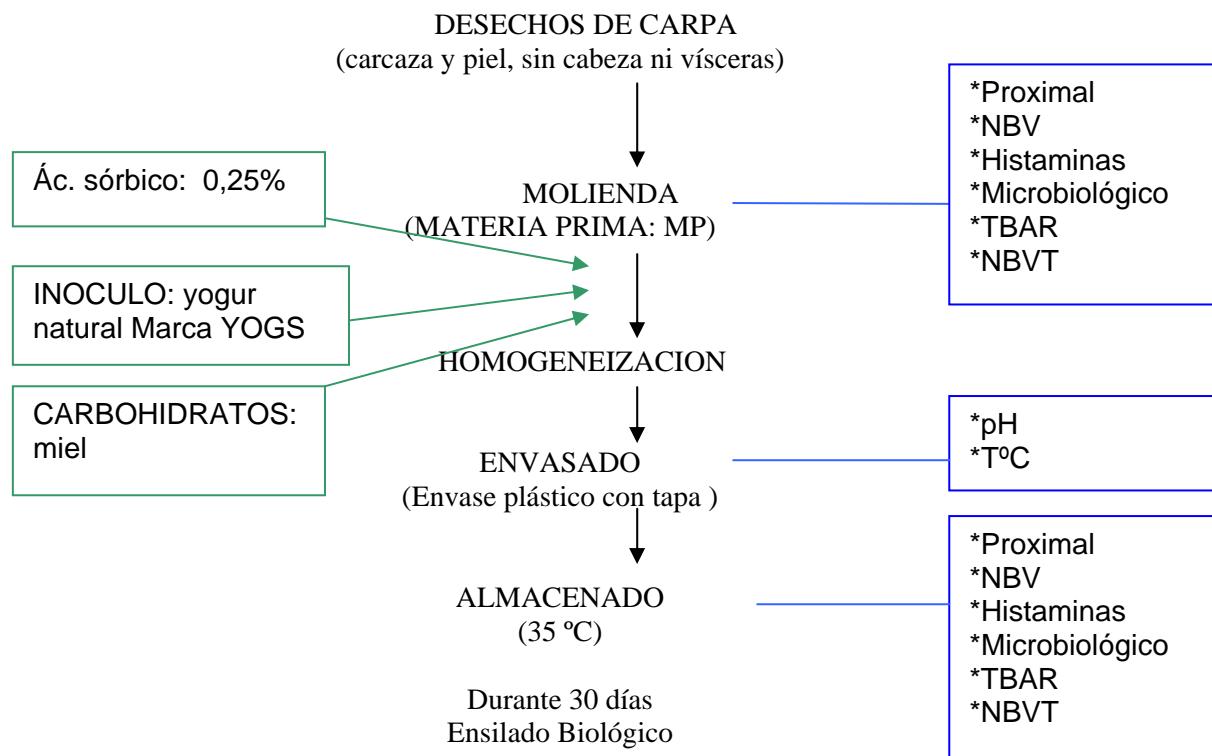 DESECHOS DE CARPA
(carcaza y piel, sin cabeza ni vísceras)
*Proximal
*NBV
*Histaminas
*Microbiológico
*TBAR
*NBVT
Ác. sórbico: 0,25%
MOLIENDA
(MATERIA PRIMA: MP)
INOCULO: yogur
natural Marca YOGS
HOMOGENEIZACION
CARBOHIDRATOS:
miel
*pH
*TºC
ENVASADO
(Envase plástico con tapa )
*Proximal
*NBV
*Histaminas
*Microbiológico
*TBAR
*NBVT
ALMACENADO
(35 ºC)
Durante 30 días
Ensilado Biológico